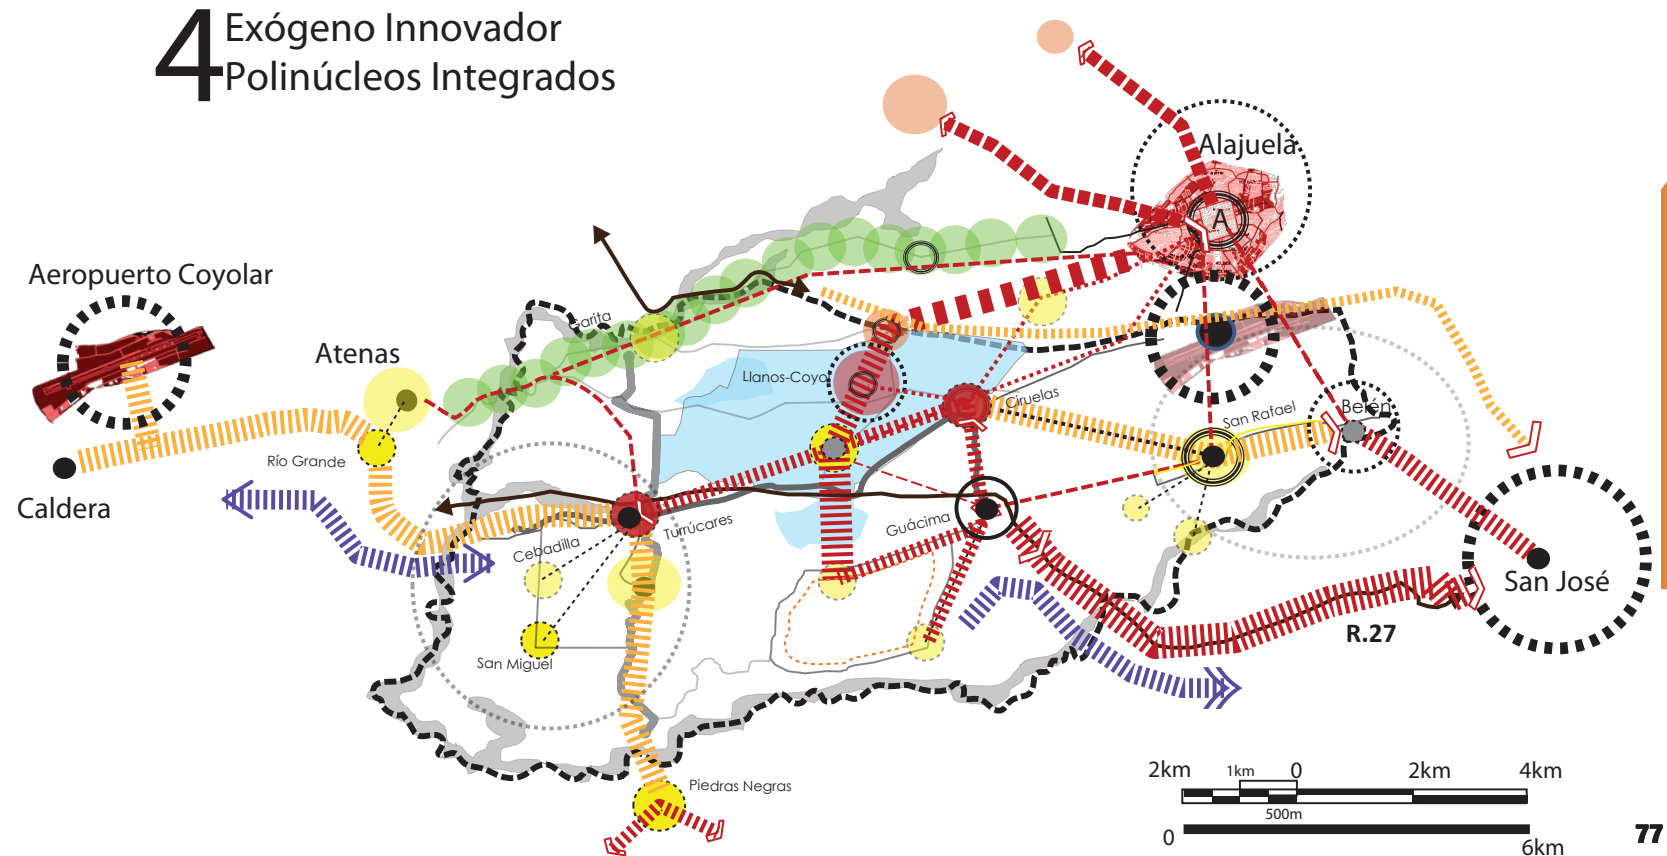 4
Exógeno Innovador
Polinúcleos Integrados
Alajuela
A
Aeropuerto Coyolar
Atenas
Garita
Llanos-Coyo
Ciruelas
San Rafael
Belén
Río Grande
Caldera
Turrúcares
Guácima
Cebadilla
San José
R.27
San Miguel
Piedras Negras
2km
1km
0
2km
4km
500m
0
6km
77